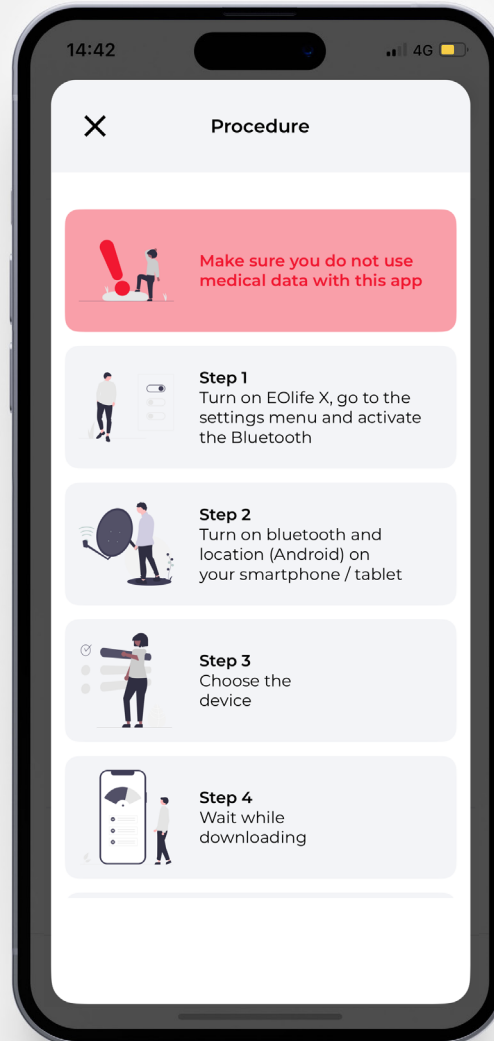 14:42
4G
Procedure
Make sure you do not use
medical data with this app
Step 1
Turn on EOlife X, go to the
settings menu and activate
the Bluetooth
Step 2
Turn on bluetooth and
location (Android) on
your smartphone / tablet
Step 3
Choose the
device
Step 4
Wait while
downloading